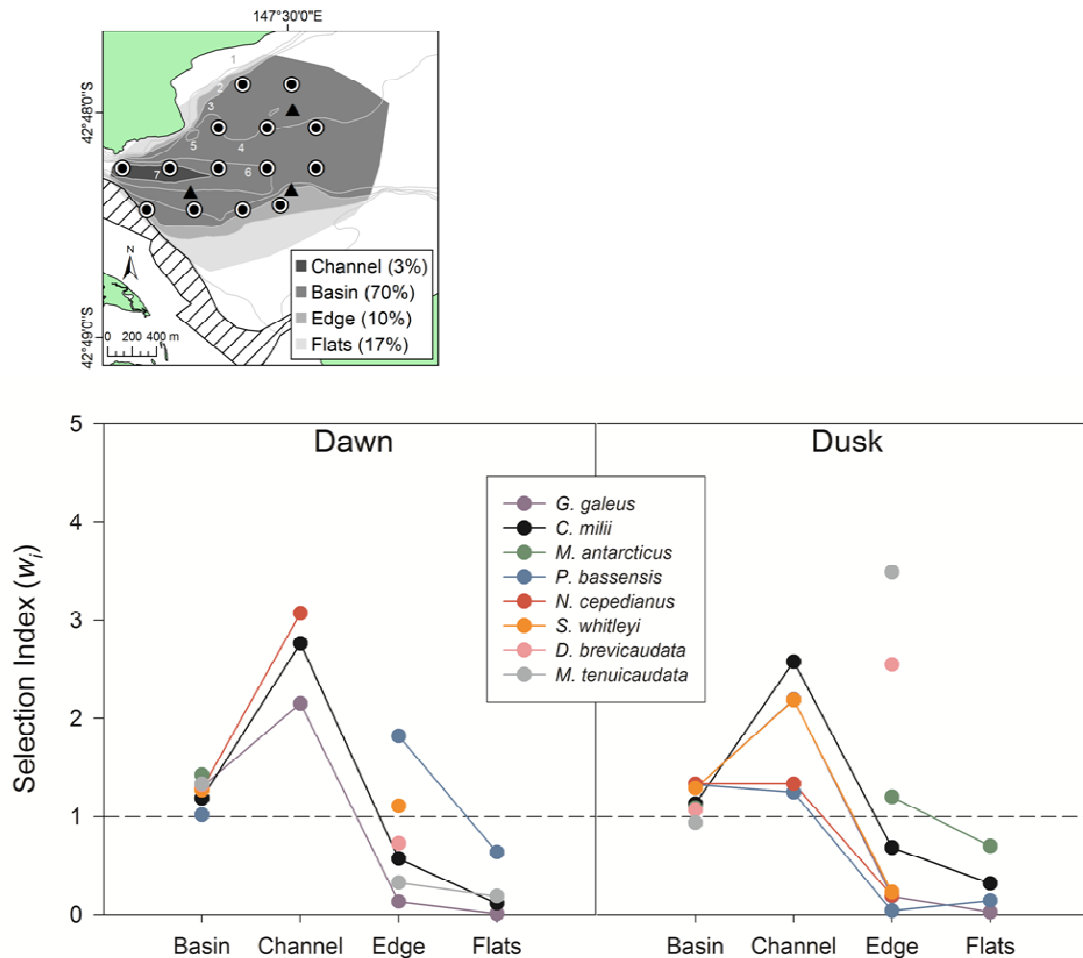 147°30'0"E
42°48'0"S
1
2
3
5
4
7
6
N
Channel (3%)
Basin (70%)
Edge (10%)
Flats (17%)
42°49'0"S
0 200 400 m
Dawn
Dusk
Selection Index (wi)
5
4
3
2
1
0
G. galeus
C. milii
M. antarcticus
P. bassensis
N. cepedianus
S. whitleyi
D. brevicaudata
M. tenuicaudata
Basin Channel Edge Flats
Basin Channel Edge Flats